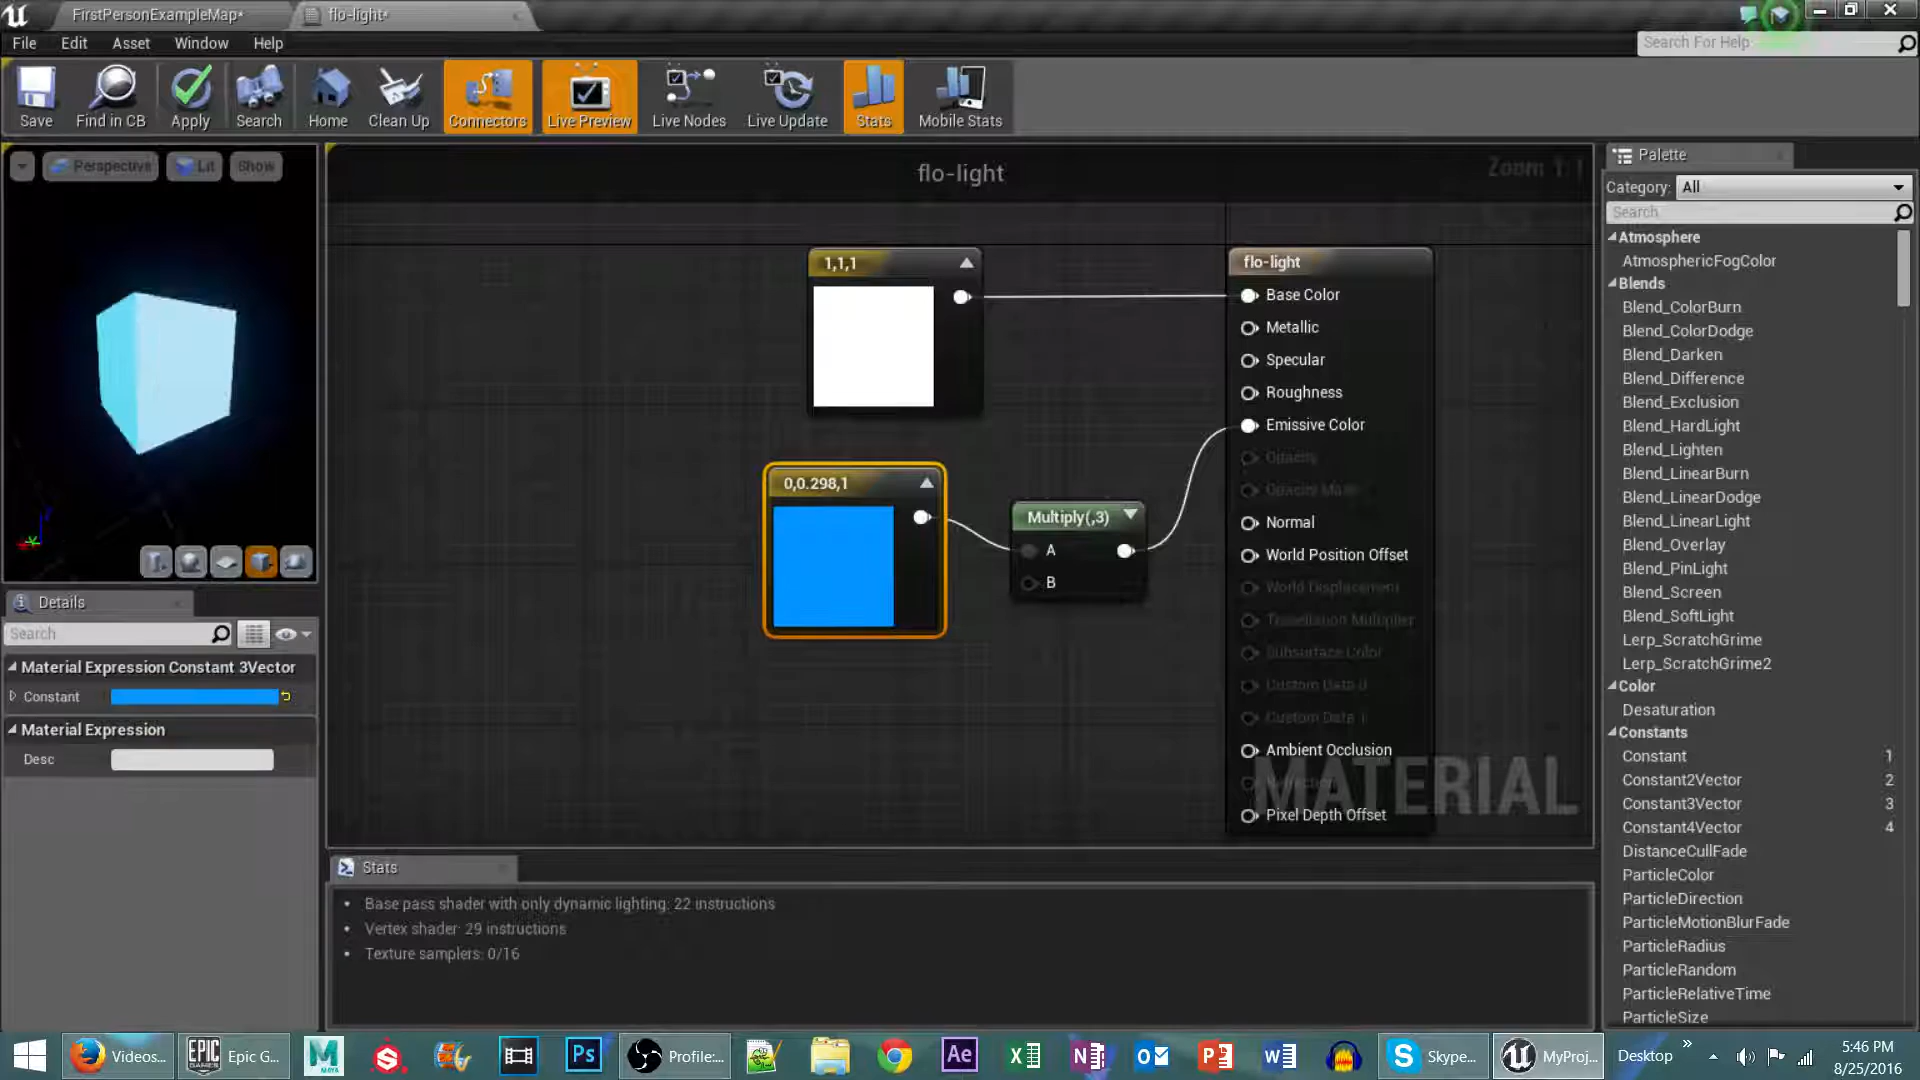 FirstPersonExampleMap*
flo-light*
File Edit Asset Window Help
Search For Help
Save
Find in CB
Apply
Search
Home
Clean Up
Connectors
Live Preview
Live Nodes
Live Update
Stats
Mobile Stats
Perspective
Lit
Show
flo-light
Zoom 1:1
1,1,1
0,0.298,1
Multiply(,3)
A
B
flo-light
Base Color
Metallic
Specular
Roughness
Emissive Color
Opacity
Opacity Mask
Normal
World Position Offset
World Displacement
Tessellation Multiplier
Subsurface Color
Custom Data 0
Custom Data 1
Ambient Occlusion
Pixel Depth Offset
MATERIAL
Details
Search
Material Expression Constant 3Vector
Constant
Material Expression
Desc
Stats
Base pass shader with only dynamic lighting: 22 instructions
Vertex shader: 29 instructions
Texture samplers: 0/16
Palette
Category: All
Search
Atmosphere
AtmosphericFogColor
Blends
Blend_ColorBurn
Blend_ColorDodge
Blend_Darken
Blend_Difference
Blend_Exclusion
Blend_HardLight
Blend_Lighten
Blend_LinearBurn
Blend_LinearDodge
Blend_LinearLight
Blend_Overlay
Blend_PinLight
Blend_Screen
Blend_SoftLight
Lerp_ScratchGrime
Lerp_ScratchGrime2
Color
Desaturation
Constants
Constant 1
Constant2Vector 2
Constant3Vector 3
Constant4Vector 4
DistanceCullFade
ParticleColor
ParticleDirection
ParticleMotionBlurFade
ParticleRadius
ParticleRandom
ParticleRelativeTime
ParticleSize
Videos...
EPIC GAMES
Epic G...
MAYA
Ps
Profile:...
Ae
Skype...
MyProj...
Desktop
5:46 PM
8/25/2016